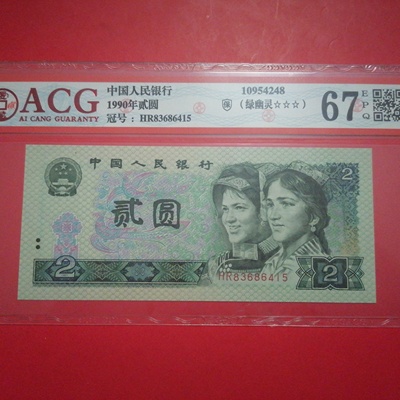 ACG
AI CANG GUARANTY
中国人民银行
1990年贰圆
冠号：HR83686415
10954248
(绿幽灵☆☆☆)
67
E
P
Q
中国人民银行
2
贰圆
2
2
HR83686415